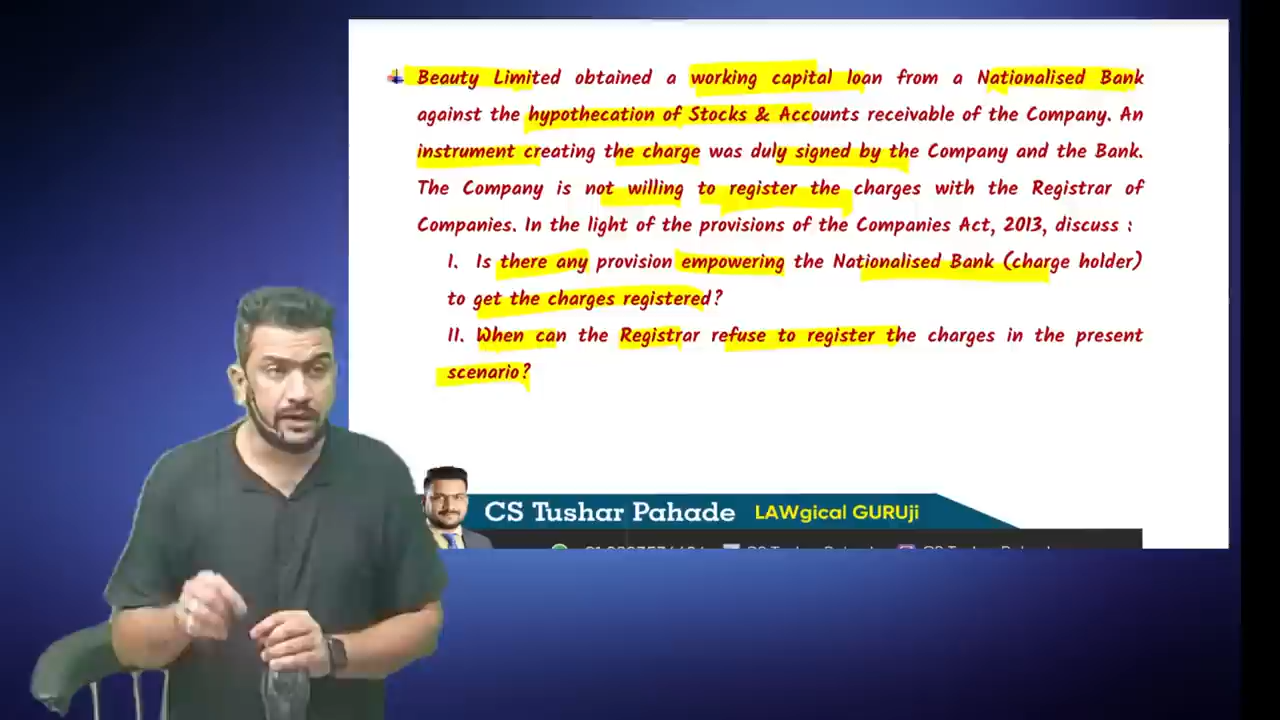 Beauty Limited obtained a working capital loan from a Nationalised Bank
against the hypothecation of Stocks & Accounts receivable of the Company. An
instrument creating the charge was duly signed by the Company and the Bank.
The Company is not willing to register the charges with the Registrar of
Companies. In the light of the provisions of the Companies Act, 2013, discuss :
I. Is there any provision empowering the Nationalised Bank (charge holder)
to get the charges registered?
II. When can the Registrar refuse to register the charges in the present
scenario?
CS Tushar Pahade LAWgical GURUji